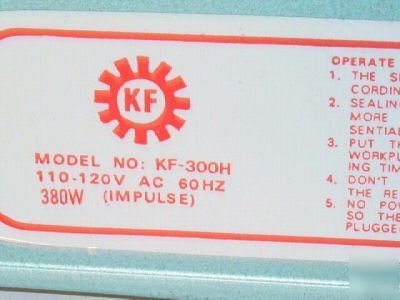 KF
MODEL NO: KF-300H
110-120V AC 60HZ
380W (IMPULSE)
OPERATE
1. THE S
CORDIN
2. SEALING
MORE
SENTIAL
3. PUT TH
WORKPL
ING TIM
4. DON'T
THE RE
5. NO PO
SO THE
PLUGGE